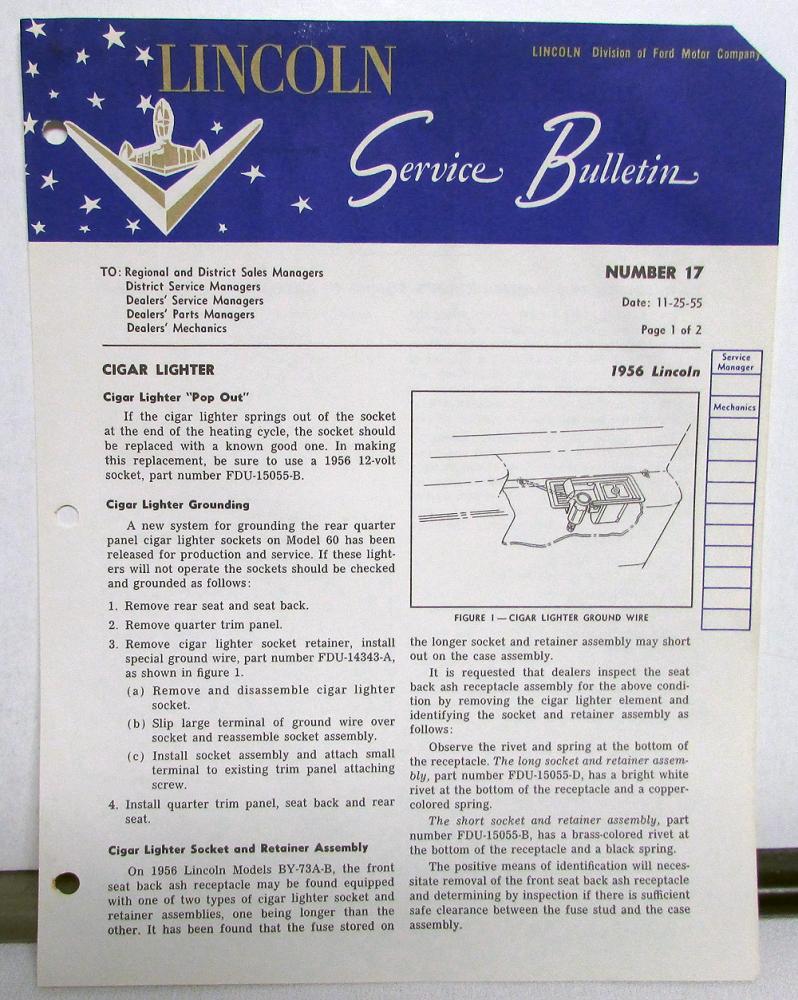 LINCOLN
LINCOLN Division of Ford Motor Company
Service Bulletin
TO: Regional and District Sales Managers
District Service Managers
Dealers' Service Managers
Dealers' Parts Managers
Dealers' Mechanics
NUMBER 17
Date: 11-25-55
Page 1 of 2
Service
Manager
Mechanics
CIGAR LIGHTER
1956 Lincoln
Cigar Lighter "Pop Out"
If the cigar lighter springs out of the socket
at the end of the heating cycle, the socket should
be replaced with a known good one. In making
this replacement, be sure to use a 1956 12-volt
socket, part number FDU-15055-B.
Cigar Lighter Grounding
A new system for grounding the rear quarter
panel cigar lighter sockets on Model 60 has been
released for production and service. If these light-
ers will not operate the sockets should be checked
and grounded as follows:
1. Remove rear seat and seat back.
2. Remove quarter trim panel.
3. Remove cigar lighter socket retainer, install
special ground wire, part number FDU-14343-A,
as shown in figure 1.
(a) Remove and disassemble cigar lighter
socket.
(b) Slip large terminal of ground wire over
socket and reassemble socket assembly.
(c) Install socket assembly and attach small
terminal to existing trim panel attaching
screw.
4. Install quarter trim panel, seat back and rear
seat.
Cigar Lighter Socket and Retainer Assembly
On 1956 Lincoln Models BY-73A-B, the front
seat back ash receptacle may be found equipped
with one of two types of cigar lighter socket and
retainer assemblies, one being longer than the
other. It has been found that the fuse stored on
FIGURE 1—CIGAR LIGHTER GROUND WIRE
the longer socket and retainer assembly may short
out on the case assembly.
It is requested that dealers inspect the seat
back ash receptacle assembly for the above condi-
tion by removing the cigar lighter element and
identifying the socket and retainer assembly as
follows:
Observe the rivet and spring at the bottom of
the receptacle. The long socket and retainer assem-
bly, part number FDU-15055-D, has a bright white
rivet at the bottom of the receptacle and a copper-
colored spring.
The short socket and retainer assembly, part
number FDU-15055-B, has a brass-colored rivet at
the bottom of the receptacle and a black spring.
The positive means of identification will neces-
sitate removal of the front seat back ash receptacle
and determining by inspection if there is sufficient
safe clearance between the fuse stud and the case
assembly.